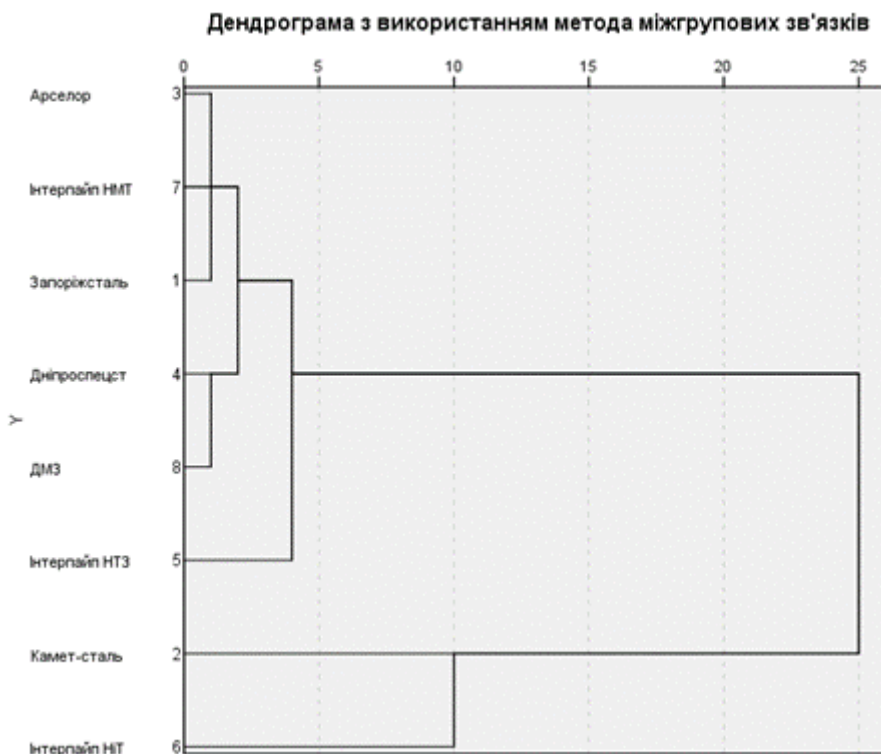 Дендрограма з використанням метода міжгрупових зв'язків
0 5 10 15 20 25
Арселор 3
Інтерпайп НМТ 7
Запоріжсталь 1
Дніпроспецст 4
Y
ДМЗ 8
Інтерпайп НТЗ 5
Камет-сталь 2
Інтерпайп НіТ 6